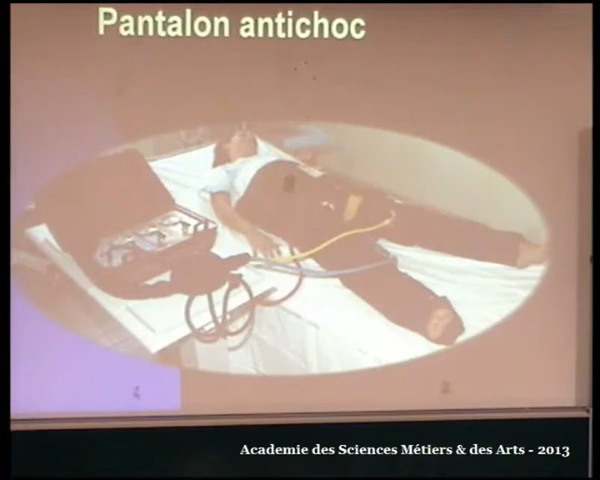 Pantalon antichoc
Academie des Sciences Métiers & des Arts - 2013